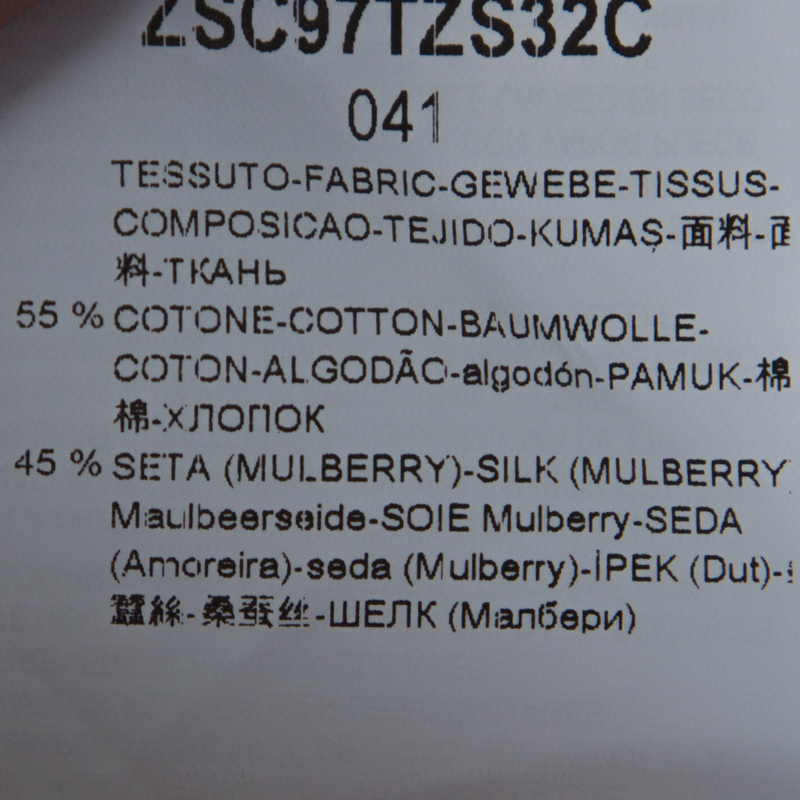 ZSC97TZS32C
041
TESSUTO-FABRIC-GEWEBE-TISSUS-
COMPOSICAO-TEJIDO-KUMAŞ-面料-面
料-ТКАНЬ
55 % COTONE-COTTON-BAUMWOLLE-
COTON-ALGODÃO-algodón-PAMUK-棉
棉-ХЛОПОК
45 % SETA (MULBERRY)-SILK (MULBERRY
Maulbeerseide-SOIE Mulberry-SEDA
(Amoreira)-seda (Mulberry)-İPEK (Dut)-
蠶絲-桑蚕丝-ШЕЛК (Малбери)